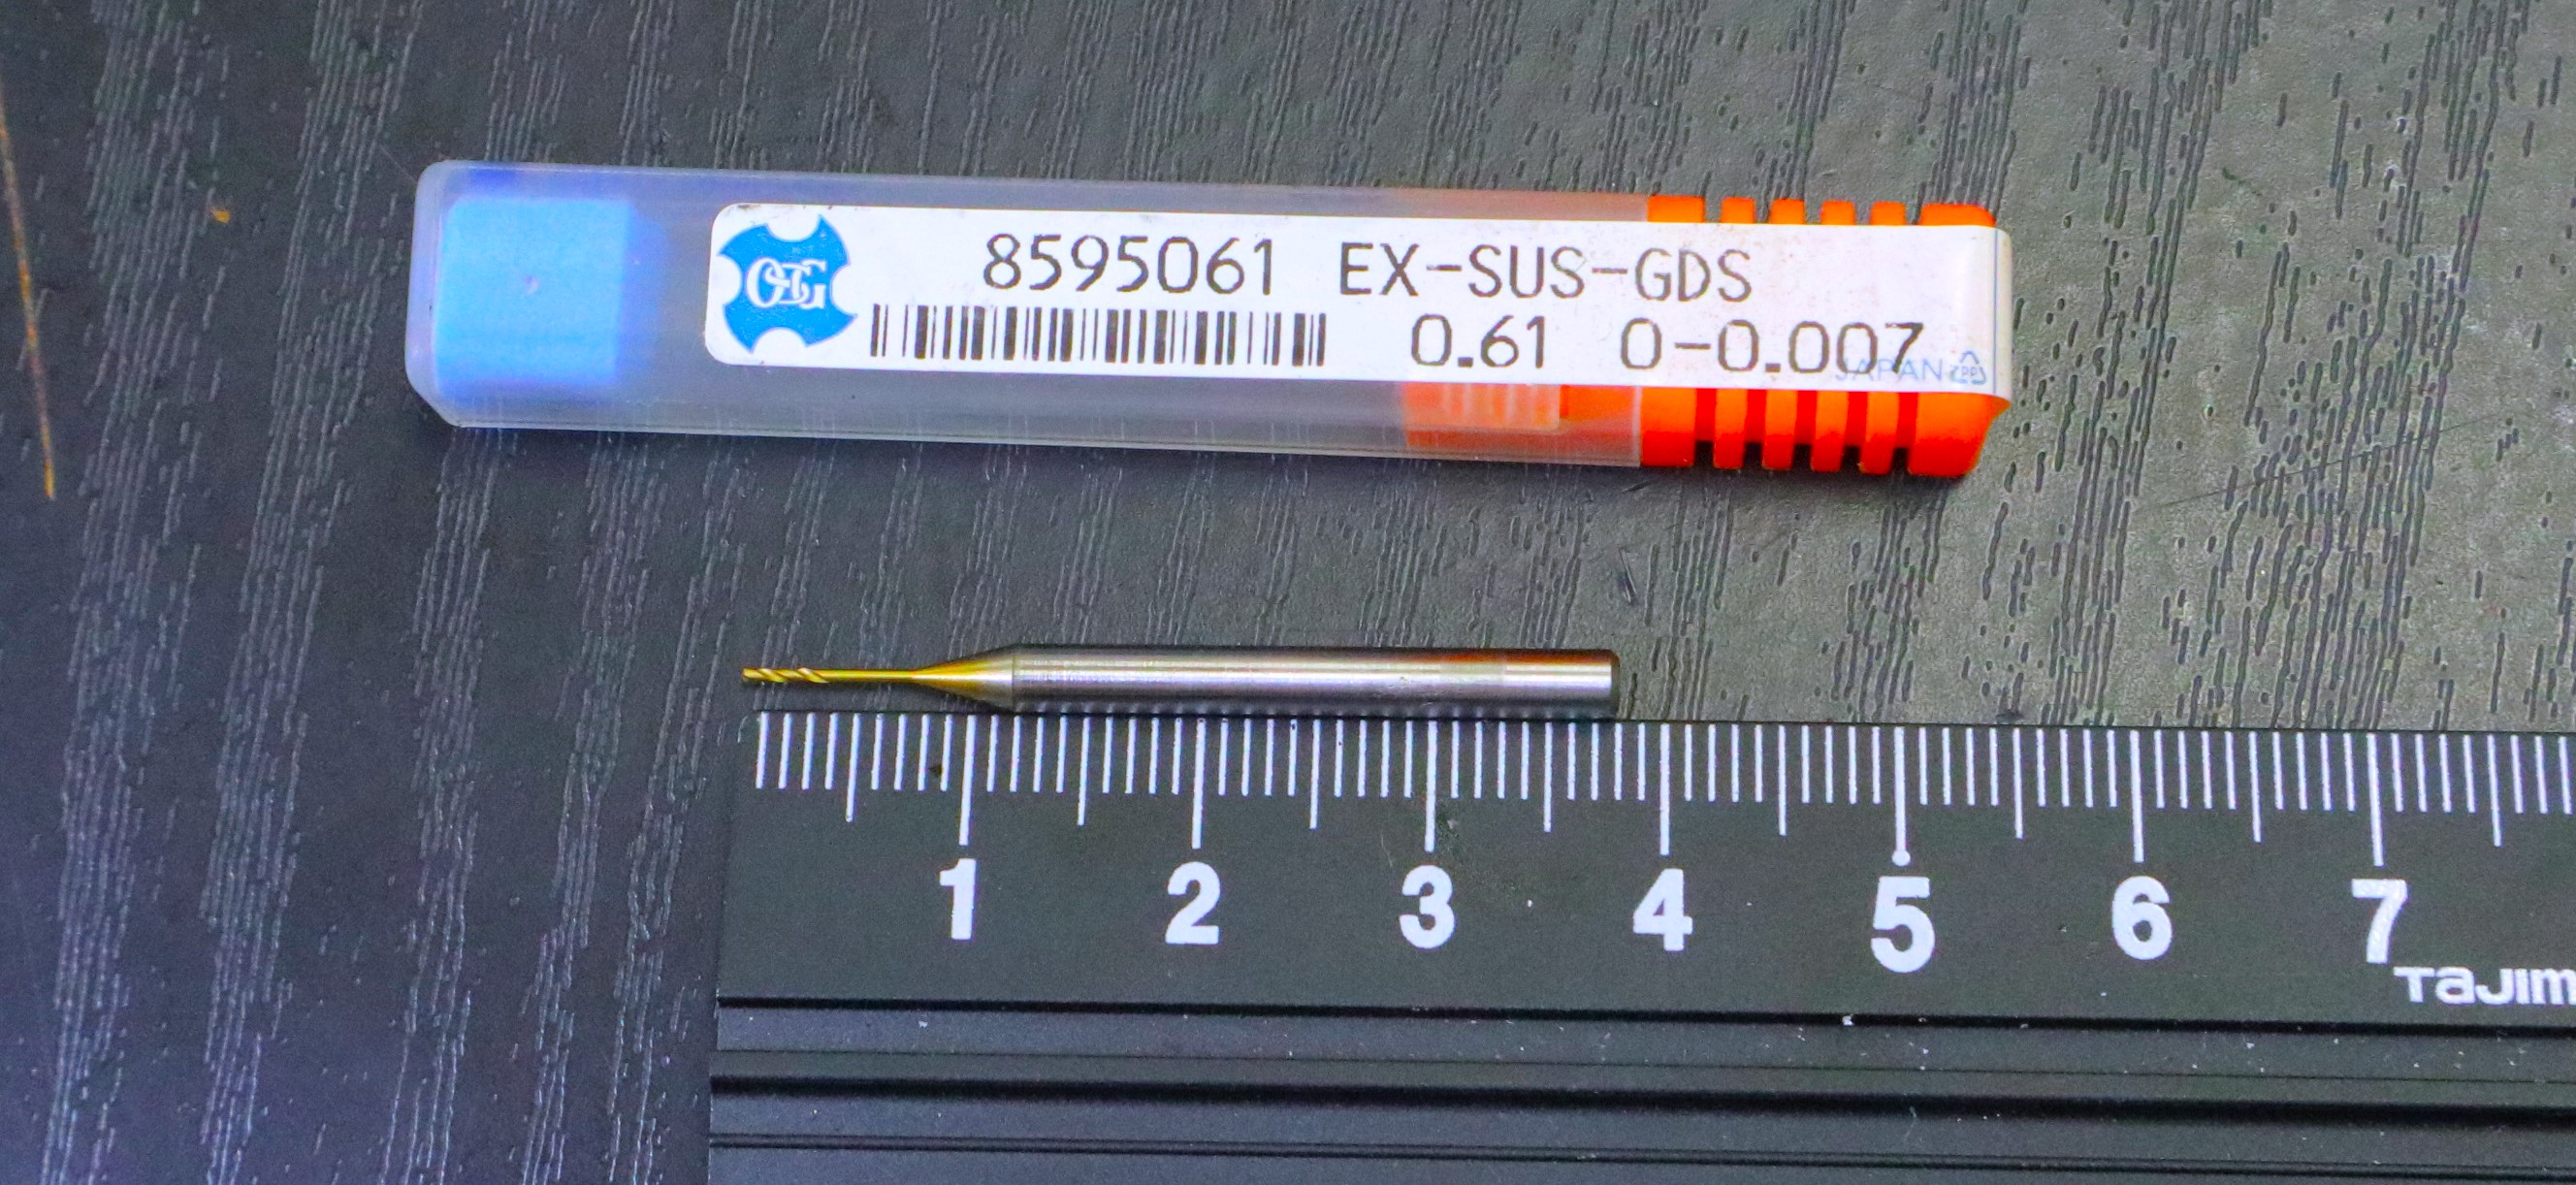 OSG
8595061 EX-SUS-GDS
0.61 0-0.007
JAPAN PP
1 2 3 4 5 6 7
TaJIm